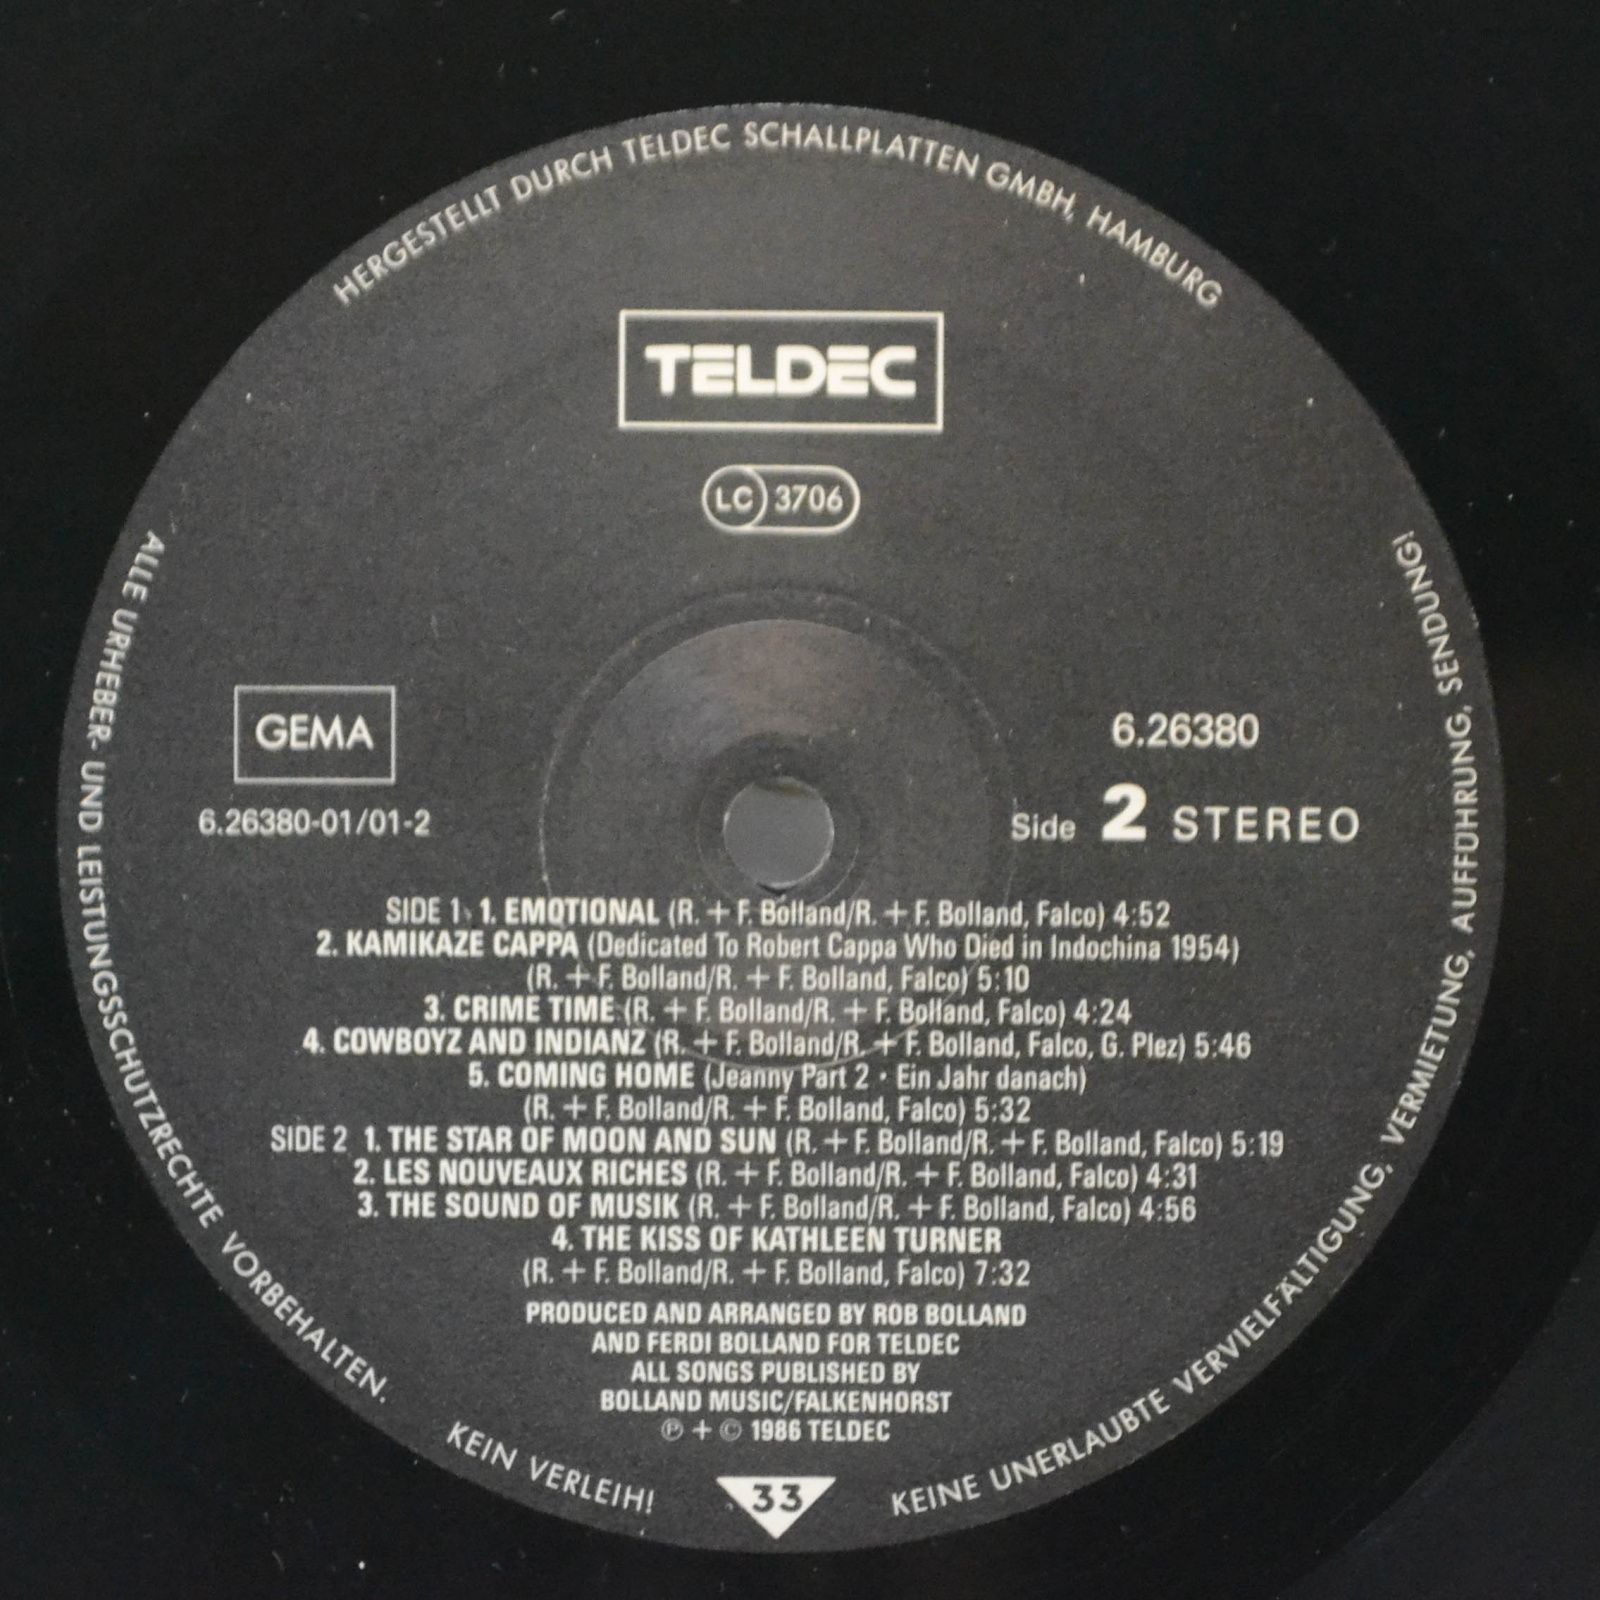 HERGESTELLT DURCH TELDEC SCHALLPLATTEN GMBH, HAMBURG
TELDEC
LC 3706
GEMA
6.26380-01/01-2
6.26380
Side 2 STEREO
SIDE 1 1. EMOTIONAL (R. + F. Bolland/R. + F. Bolland, Falco) 4:52
2. KAMIKAZE CAPPA (Dedicated To Robert Cappa Who Died in Indochina 1954)
(R. + F. Bolland/R. + F. Bolland, Falco) 5:10
3. CRIME TIME (R. + F. Bolland/R. + F. Bolland, Falco) 4:24
4. COWBOYZ AND INDIANZ (R. + F. Bolland/R. + F. Bolland, Falco, G. Plez) 5:46
5. COMING HOME (Jeanny Part 2 · Ein Jahr danach)
(R. + F. Bolland/R. + F. Bolland, Falco) 5:32
SIDE 2 1. THE STAR OF MOON AND SUN (R. + F. Bolland/R. + F. Bolland, Falco) 5:19
2. LES NOUVEAUX RICHES (R. + F. Bolland/R. + F. Bolland, Falco) 4:31
3. THE SOUND OF MUSIK (R. + F. Bolland/R. + F. Bolland, Falco) 4:56
4. THE KISS OF KATHLEEN TURNER
(R. + F. Bolland/R. + F. Bolland, Falco) 7:32
PRODUCED AND ARRANGED BY ROB BOLLAND
AND FERDI BOLLAND FOR TELDEC
ALL SONGS PUBLISHED BY
BOLLAND MUSIC/FALKENHORST
℗ + © 1986 TELDEC
33
ALLE URHEBER- UND LEISTUNGSSCHUTZRECHTE VORBEHALTEN.
KEIN VERLEIH!
KEINE UNERLAUBTE VERVIELFÄLTIGUNG, VERMIETUNG, AUFFÜHRUNG, SENDUNG!